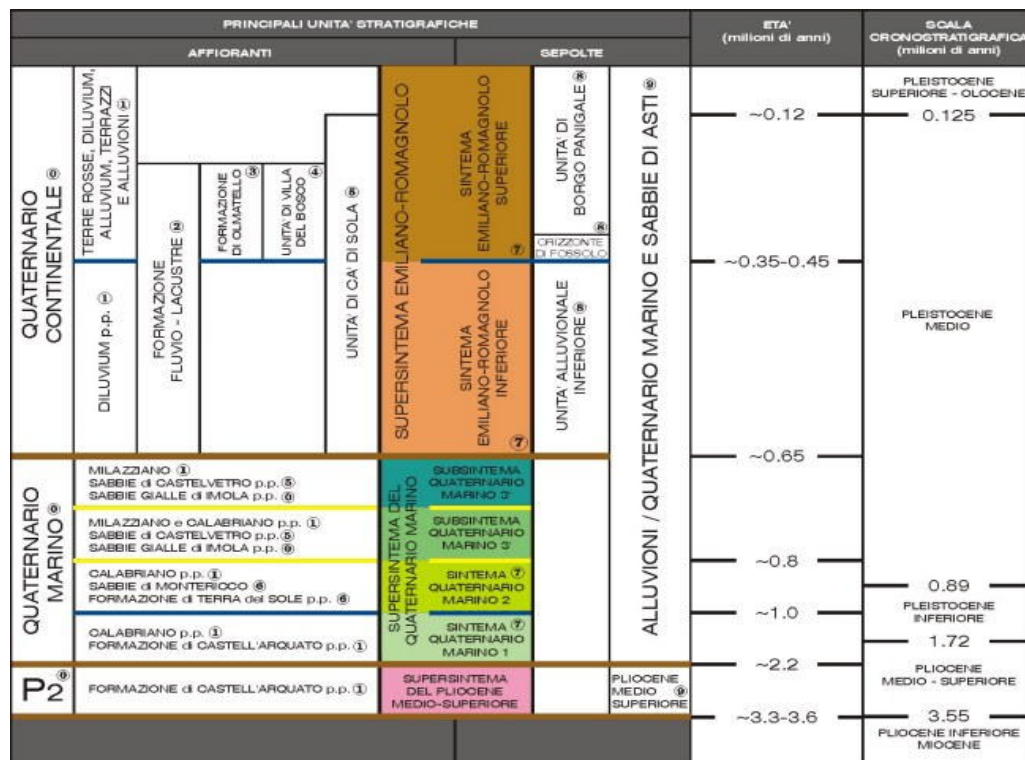 PRINCIPALI UNITA' STRATIGRAFICHE
AFFIORANTI
SEPOLTE
ETA'
(milioni di anni)
SCALA
CRONOSTRATIGRAFICA
(milioni di anni)
QUATERNARIO
CONTINENTALE ⓪
TERRE ROSSE, DILUVIUM,
ALLUVIUM, TERRAZZI
E ALLUVIONI ①
DILUVIUM p.p. ①
FORMAZIONE
FLUVIO - LACUSTRE ②
FORMAZIONE
DI OLMATELLO ③
UNITA' DI VILLA
DEL BOSCO ④
UNITA' DI CA' DI SOLA ⑧
SUPERSINTEMA EMILIANO-ROMAGNOLO
SINTEMA
EMILIANO-ROMAGNOLO
SUPERIORE
⑦
SINTEMA
EMILIANO-ROMAGNOLO
INFERIORE
⑦
UNITA' DI
BORGO PANIGALE ⑧
⑧
ORIZZONTE
DI FOSSOLO
UNITA' ALLUVIONALE
INFERIORE ⑧
ALLUVIONI / QUATERNARIO MARINO E SABBIE DI ASTI ⑨
QUATERNARIO
MARINO ⓪
MILAZZIANO ①
SABBIE di CASTELVETRO p.p. ⑤
SABBIE GIALLE di IMOLA p.p. ⓪
MILAZZIANO e CALABRIANO p.p. ①
SABBIE di CASTELVETRO p.p. ⑤
SABBIE GIALLE di IMOLA p.p. ⓪
CALABRIANO p.p. ①
SABBIE di MONTERICCO ⑥
FORMAZIONE di TERRA del SOLE p.p. ⑥
CALABRIANO p.p. ①
FORMAZIONE di CASTELL'ARQUATO p.p. ①
SUPERSINTEMA DEL
QUATERNARIO MARINO
SUBSINTEMA
QUATERNARIO
MARINO 3'
SUBSINTEMA
QUATERNARIO
MARINO 3'
SINTEMA ⑦
QUATERNARIO
MARINO 2
SINTEMA ⑦
QUATERNARIO
MARINO 1
P2 ⓪
FORMAZIONE di CASTELL'ARQUATO p.p. ①
SUPERSINTEMA
DEL PLIOCENE
MEDIO-SUPERIORE
PLIOCENE
MEDIO ⑨
SUPERIORE
~0.12
~0.35-0.45
~0.65
~0.8
~1.0
~2.2
~3.3-3.6
PLEISTOCENE
SUPERIORE - OLOCENE
0.125
PLEISTOCENE
MEDIO
0.89
PLEISTOCENE
INFERIORE
1.72
PLIOCENE
MEDIO - SUPERIORE
3.55
PLIOCENE INFERIORE
MIOCENE